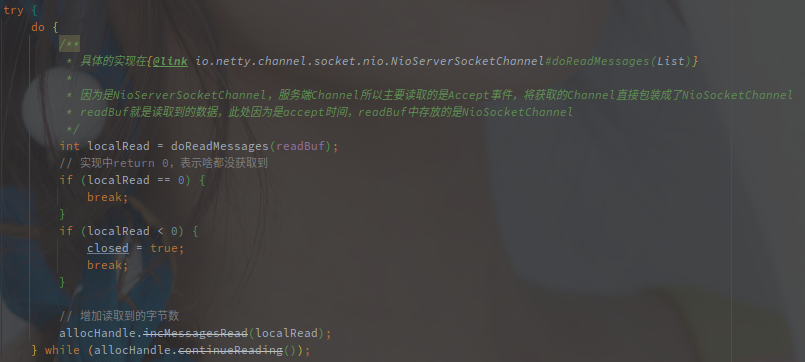 try {
do {
/**
* 具体的实现在{@link io.netty.channel.socket.nio.NioServerSocketChannel#doReadMessages(List)}
*
* 因为是NioServerSocketChannel，服务端Channel所以主要读取的是Accept事件，将获取的Channel直接包装成了NioSocketChannel
* readBuf就是读取到的数据，此处因为是accept时间，readBuf中存放的是NioSocketChannel
*/
int localRead = doReadMessages(readBuf);
// 实现中return 0，表示啥都没获取到
if (localRead == 0) {
break;
}
if (localRead < 0) {
closed = true;
break;
}
// 增加读取到的字节数
allocHandle.incMessagesRead(localRead);
} while (allocHandle.continueReading());